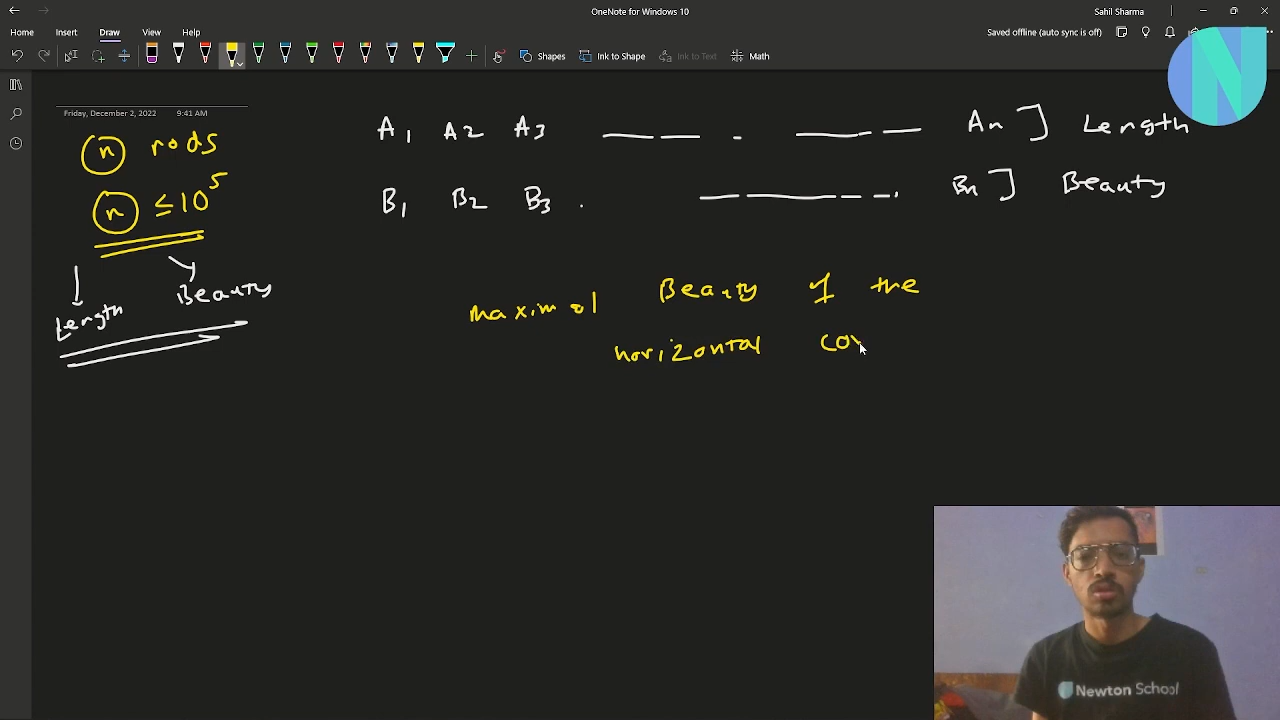 OneNote for Windows 10
Sahil Sharma
Home Insert Draw View Help
Saved offline (auto sync is off)
Shapes Ink to Shape Ink to Text Math
Friday, December 2, 2022 9:41 AM
n rods
n ≤ 10⁵
Length Beauty
A1 A2 A3 An ] Length
B1 B2 B3 . Bn ] Beauty
maximal Beauty of the
horizontal
Newton School